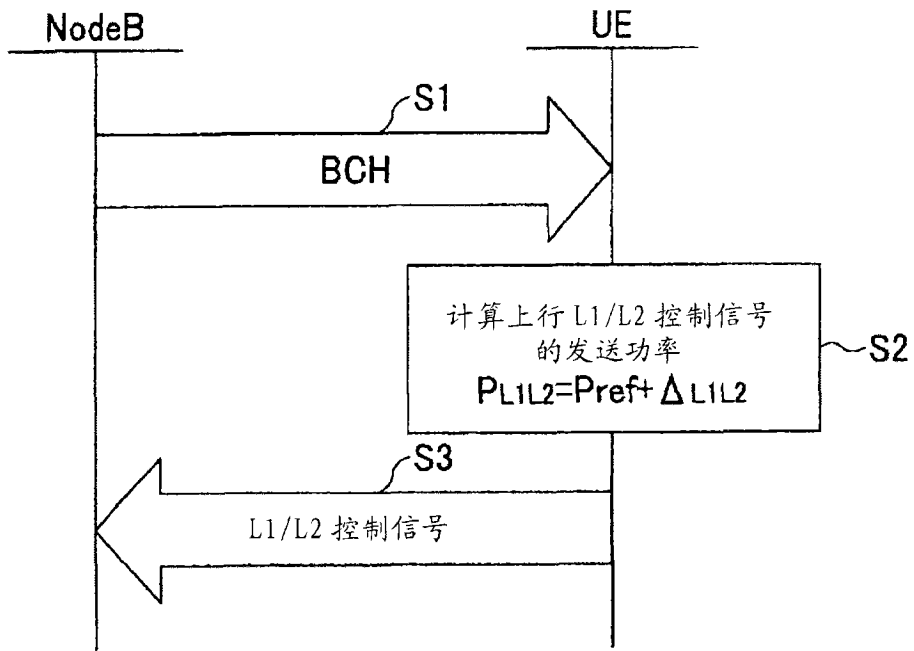 NodeB
UE
S1
BCH
计算上行 L1/L2 控制信号
的发送功率
PL1L2=Pref+ΔL1L2
S2
S3
L1/L2 控制信号